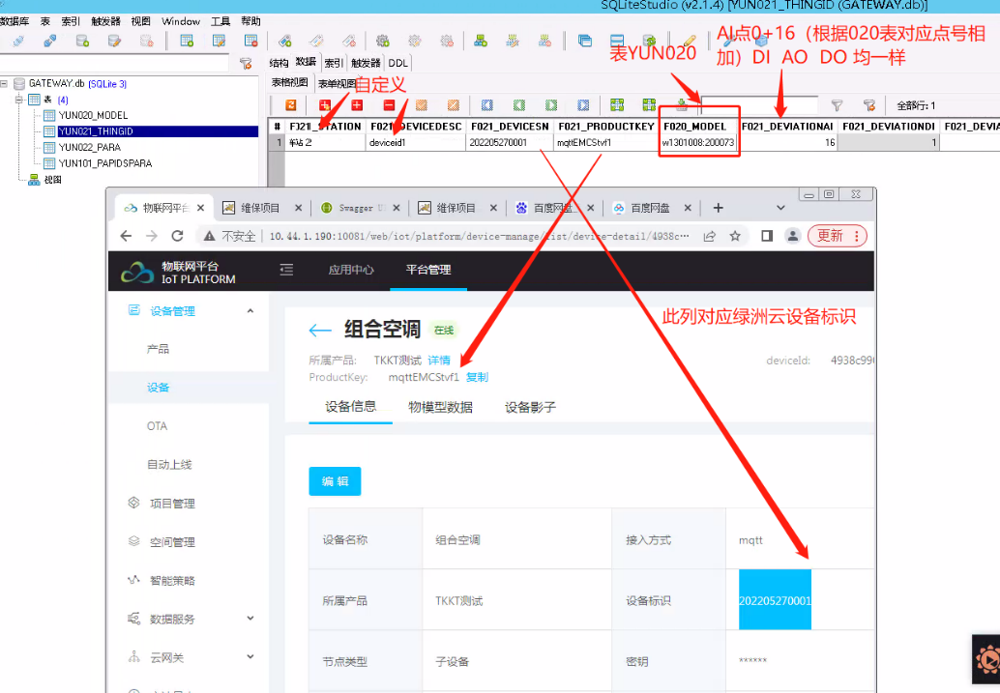 SQLiteStudio (v2.1.4) [YUN021_THINGID (GATEWAY.db)]
数据库 表 索引 触发器 视图 Window 工具 帮助
AI点0+16（根据020表对应点号相
加）DI AO DO 均一样
表YUN020
结构 数据 索引 触发器 DDL
表格视图 表单视图
自定义
全部行: 1
GATEWAY.db (SQLite 3)
表 (4)
YUN020_MODEL
YUN021_THINGID
YUN022_PARA
YUN101_PAPIDSPARA
视图
# F021_STATION F021_DEVICEDESC F021_DEVICESN F021_PRODUCTKEY F020_MODEL F021_DEVIATIONAI F021_DEVIATIONDI F021_DEVIA
1 车站2 deviceid1 202205270001 mqttEMCStvf1 w1301008:200073 16 1
物联网平台 维保项目 Swagger 维保项目 百度网盘 百度网盘
不安全 10.44.1.190:10081/web/iot/platform/device-manage/list/device-detail/4938c⋯ 更新
物联网平台
IoT PLATFORM
应用中心 平台管理
设备管理
产品
设备
OTA
自动上线
项目管理
空间管理
智能策略
数据服务
云网关
组合空调 在线
此列对应绿洲云设备标识
所属产品: TKKT测试 详情
deviceId: 4938c99
ProductKey: mqttEMCStvf1 复制
设备信息 物模型数据 设备影子
编 辑
设备名称 组合空调 接入方式 mqtt
所属产品 TKKT测试 设备标识 202205270001
节点类型 子设备 密钥 ******